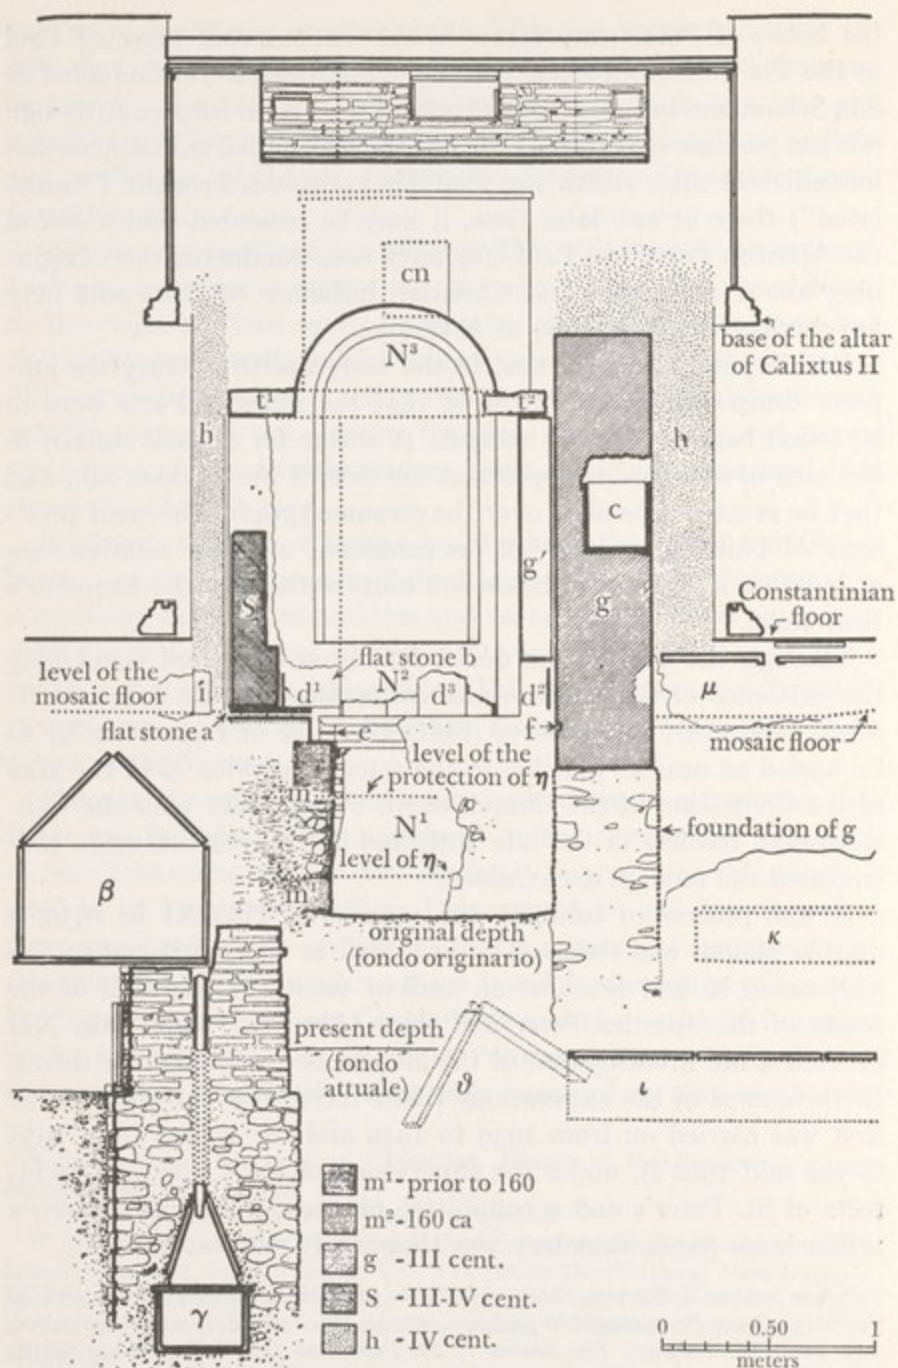 cn
N³
base of the altar
of Calixtus II
t¹
t²
h
h
c
g′
S
g
Constantinian
floor
flat stone b
level of the
mosaic floor
i
d¹
N²
d³
d²
μ
flat stone a
e
f
mosaic floor
level of the
protection of η
m
N¹
foundation of g
level of η
β
m
κ
original depth
(fondo originario)
present depth
(fondo
attuale)
ϑ
ι
m¹-prior to 160
m²-160 ca
g -III cent.
S -III-IV cent.
h -IV cent.
γ
0 0.50 1
meters